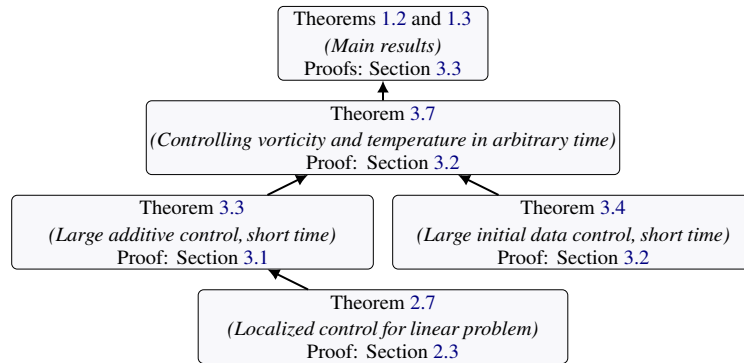 Theorems 1.2 and 1.3
(Main results)
Proofs: Section 3.3
Theorem 3.7
(Controlling vorticity and temperature in arbitrary time)
Proof: Section 3.2
Theorem 3.3
(Large additive control, short time)
Proof: Section 3.1
Theorem 3.4
(Large initial data control, short time)
Proof: Section 3.2
Theorem 2.7
(Localized control for linear problem)
Proof: Section 2.3